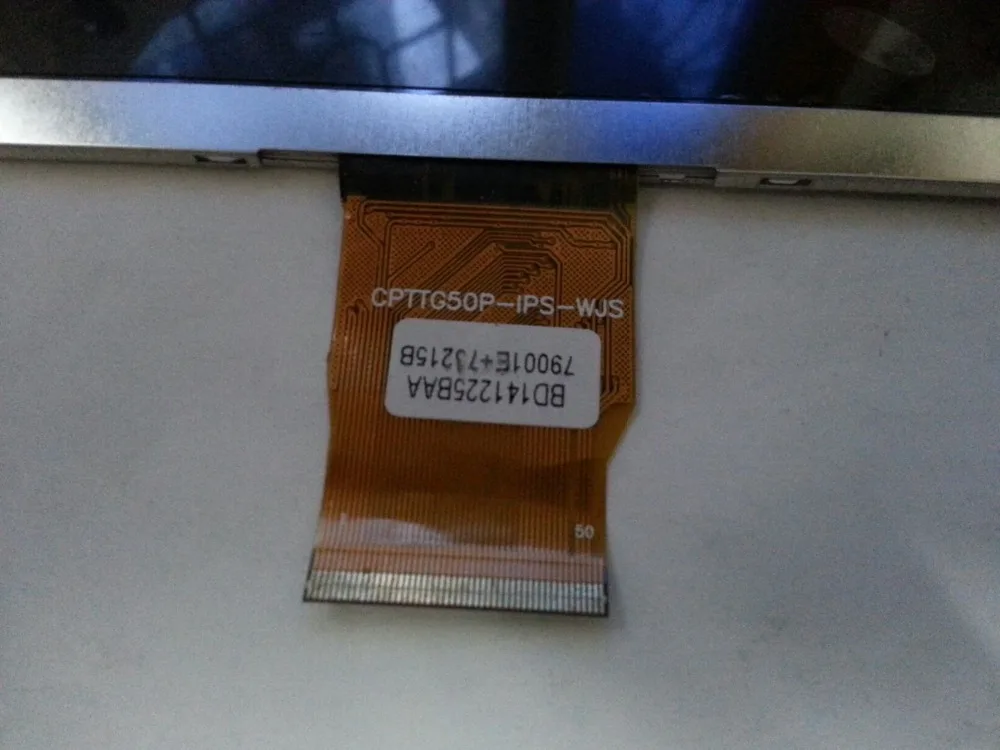 CPTTG50P-IPS-WJS
BD141225BAA
79001E+73215B
50